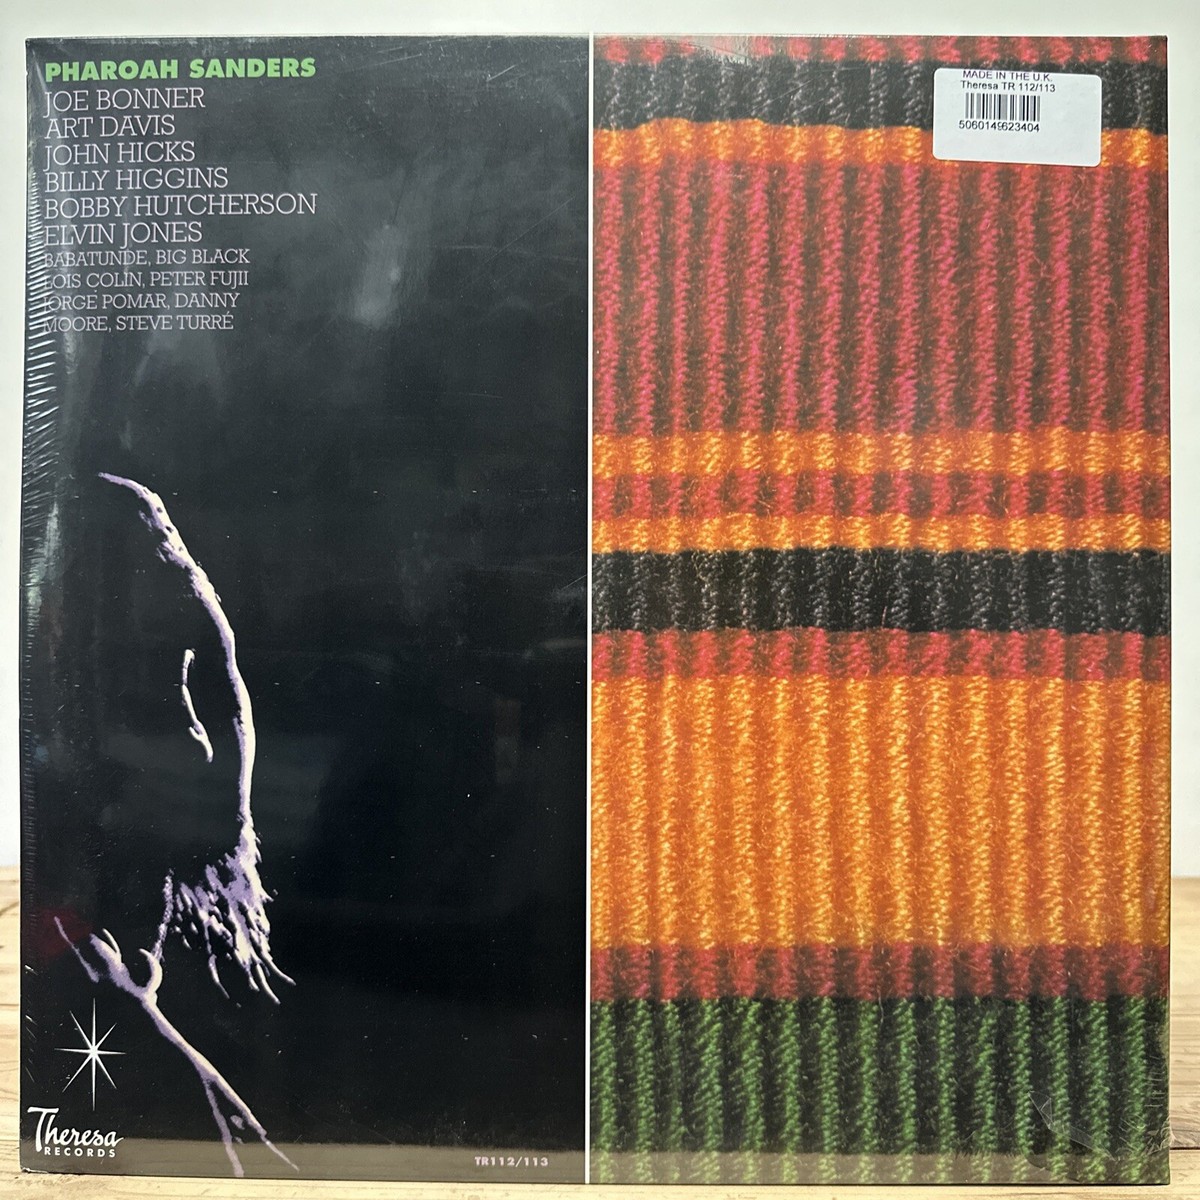 PHAROAH SANDERS
JOE BONNER
ART DAVIS
JOHN HICKS
BILLY HIGGINS
BOBBY HUTCHERSON
ELVIN JONES
BABATUNDE, BIG BLACK
LOIS COLIN, PETER FUJII
JORGE POMAR, DANNY
MOORE, STEVE TURRÉ
MADE IN THE U.K.
Theresa TR 112/113
5060149623404
Theresa
RECORDS
TR112/113